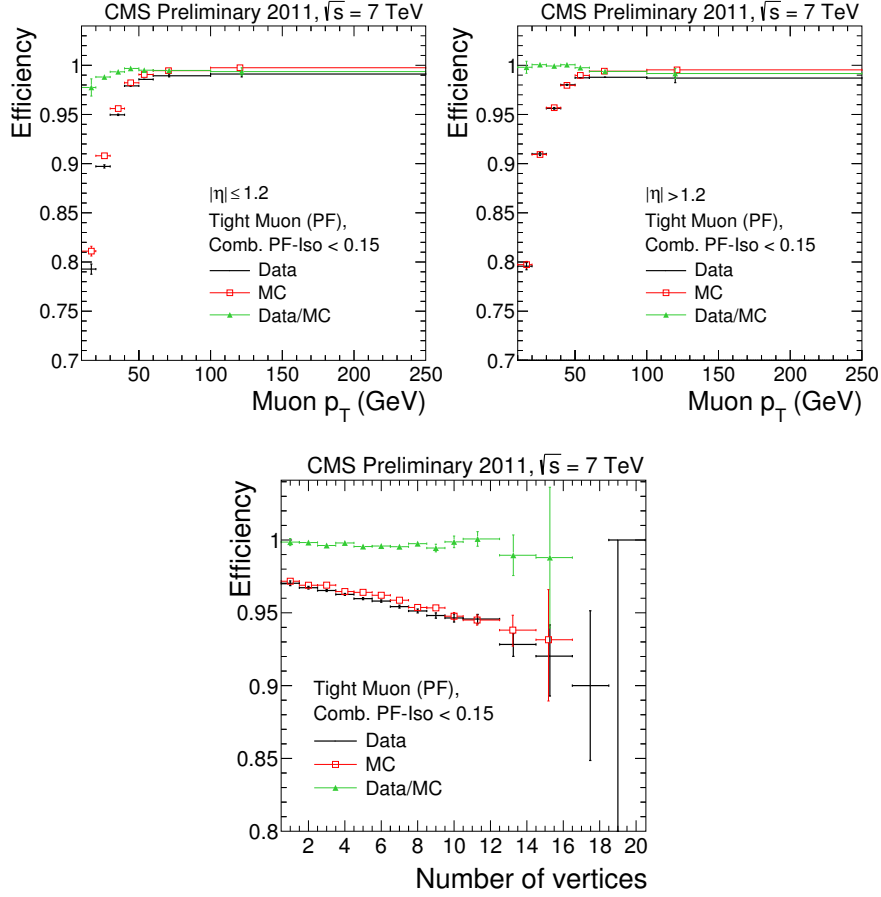 CMS Preliminary 2011, √s = 7 TeV
Efficiency
1
0.95
0.9
0.85
0.8
0.75
0.7
|η| ≤ 1.2
Tight Muon (PF),
Comb. PF-Iso < 0.15
Data
MC
Data/MC
50 100 150 200 250
Muon p_T (GeV)
CMS Preliminary 2011, √s = 7 TeV
Efficiency
1
0.95
0.9
0.85
0.8
0.75
0.7
|η| > 1.2
Tight Muon (PF),
Comb. PF-Iso < 0.15
Data
MC
Data/MC
50 100 150 200 250
Muon p_T (GeV)
CMS Preliminary 2011, √s = 7 TeV
Efficiency
1
0.95
0.9
0.85
0.8
Tight Muon (PF),
Comb. PF-Iso < 0.15
Data
MC
Data/MC
2 4 6 8 10 12 14 16 18 20
Number of vertices